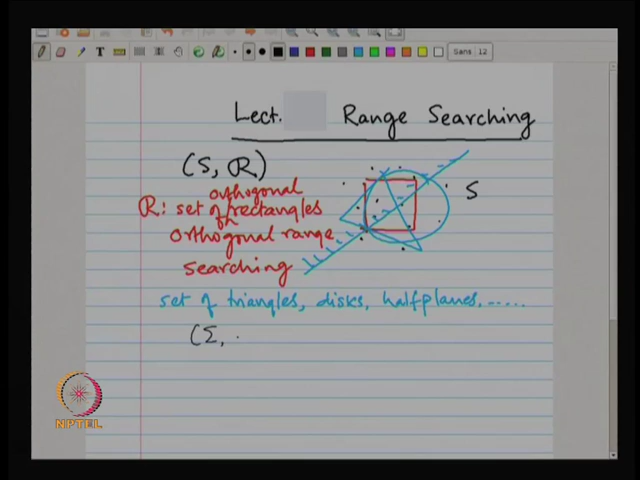 Sans 12
Lect. Range Searching
(S, R)
S
orthogonal
R: set of rectangles
orthogonal range
searching
set of triangles, disks, halfplanes, ......
(Σ, .
NPTEL